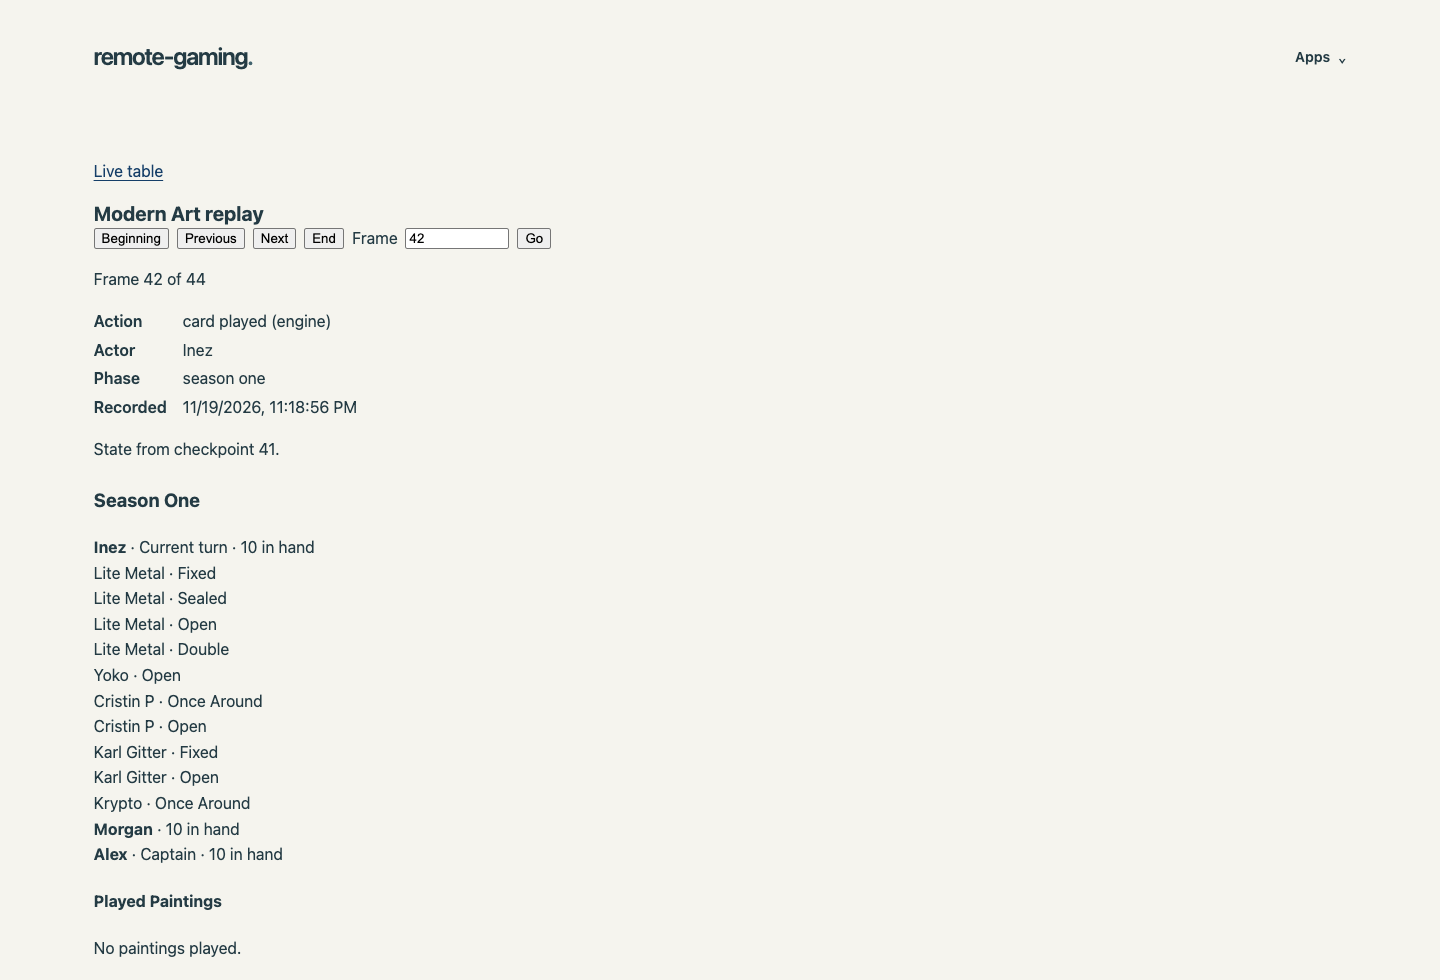 remote-gaming.
Apps
Live table
Modern Art replay
Beginning Previous Next End Frame 42 Go
Frame 42 of 44
Action card played (engine)
Actor Inez
Phase season one
Recorded 11/19/2026, 11:18:56 PM
State from checkpoint 41.
Season One
Inez · Current turn · 10 in hand
Lite Metal · Fixed
Lite Metal · Sealed
Lite Metal · Open
Lite Metal · Double
Yoko · Open
Cristin P · Once Around
Cristin P · Open
Karl Gitter · Fixed
Karl Gitter · Open
Krypto · Once Around
Morgan · 10 in hand
Alex · Captain · 10 in hand
Played Paintings
No paintings played.